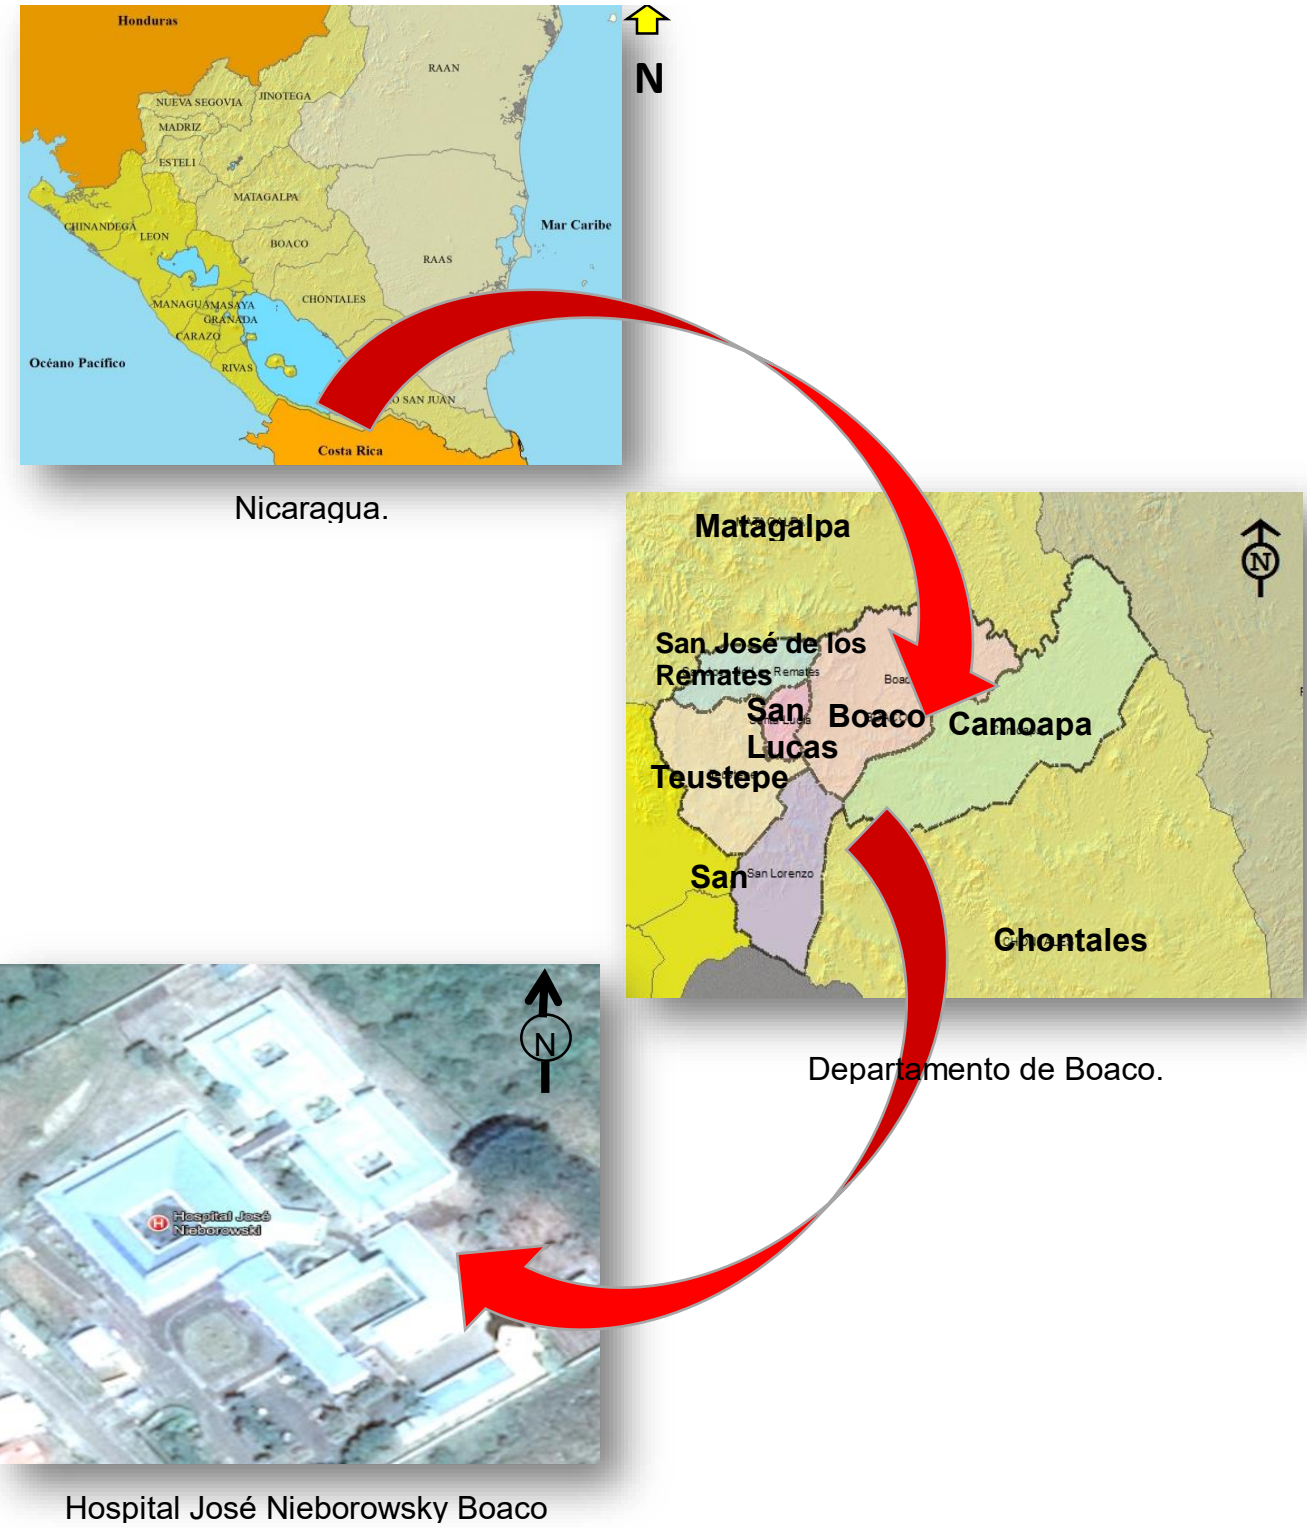 Honduras
N
RAAN
NUEVA SEGOVIA
JINOTEGA
MADRIZ
ESTELI
MATAGALPA
Mar Caribe
CHINANDEGA
LEON
BOACO
RAAS
CHONTALES
MANAGUA
MASAYA
GRANADA
CARAZO
Océano Pacífico
RIVAS
O SAN JUAN
Costa Rica
Nicaragua.
Matagalpa
N
San José de los
Remates
Remates
Boac
San
Lucas
Boaco
Camoapa
Teustepe
San
San Lorenzo
Chontales
Departamento de Boaco.
N
H
Hospital José
Nieborowski
Hospital José Nieborowsky Boaco